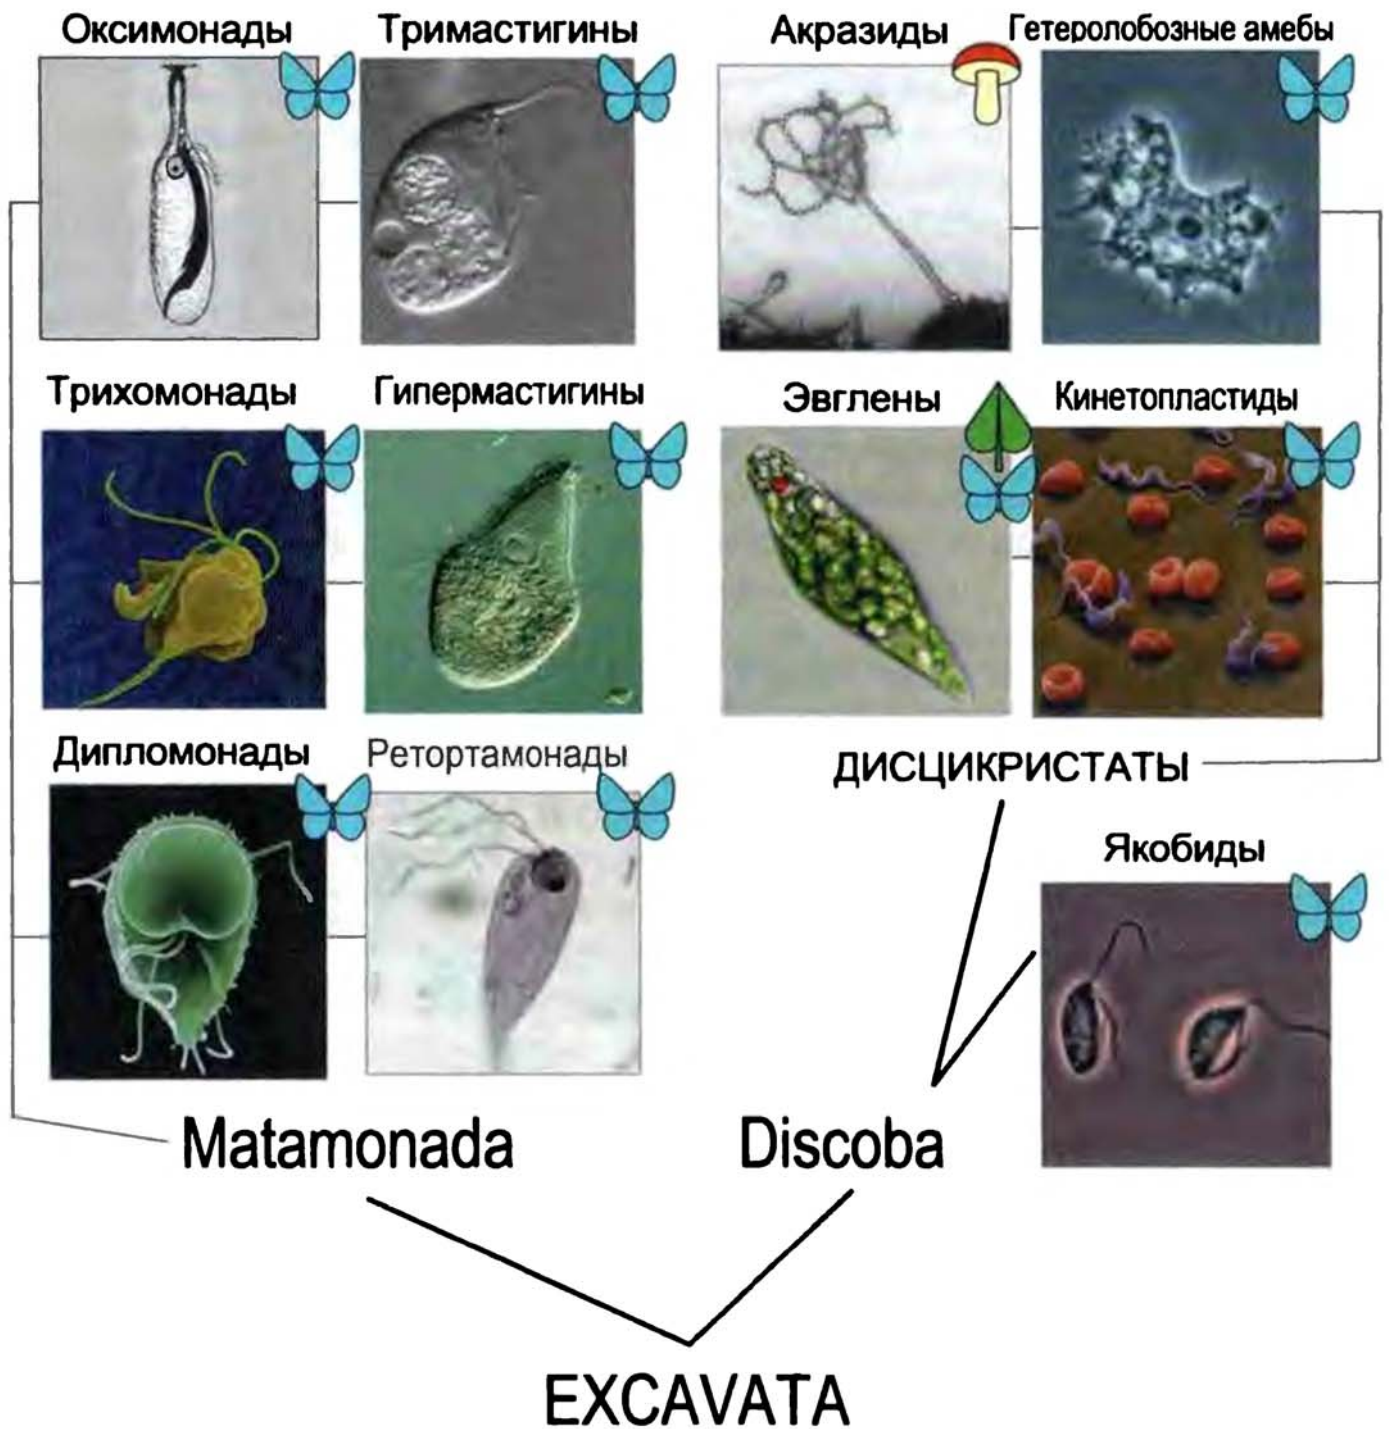 Оксимонады
Тримастигины
Акразиды
Гетеролобозные амебы
Трихомонады
Гипермастигины
Эвглены
Кинетопластиды
Дипломонады
Ретортамонады
ДИСЦИКРИСТАТЫ
Якобиды
Matamonada
Discoba
EXCAVATA